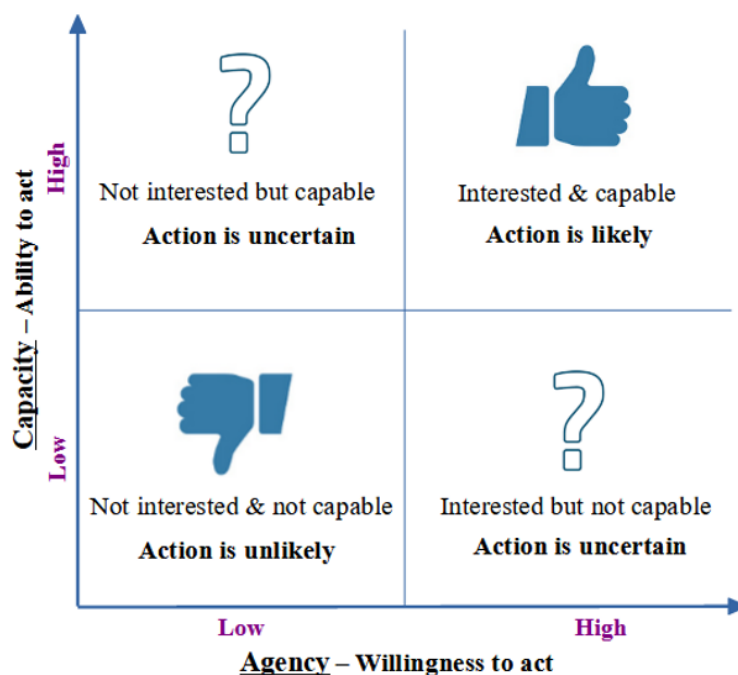 Capacity – Ability to act
High
Low
?
Not interested but capable
Action is uncertain
Interested & capable
Action is likely
Not interested & not capable
Action is unlikely
?
Interested but not capable
Action is uncertain
Low
High
Agency – Willingness to act